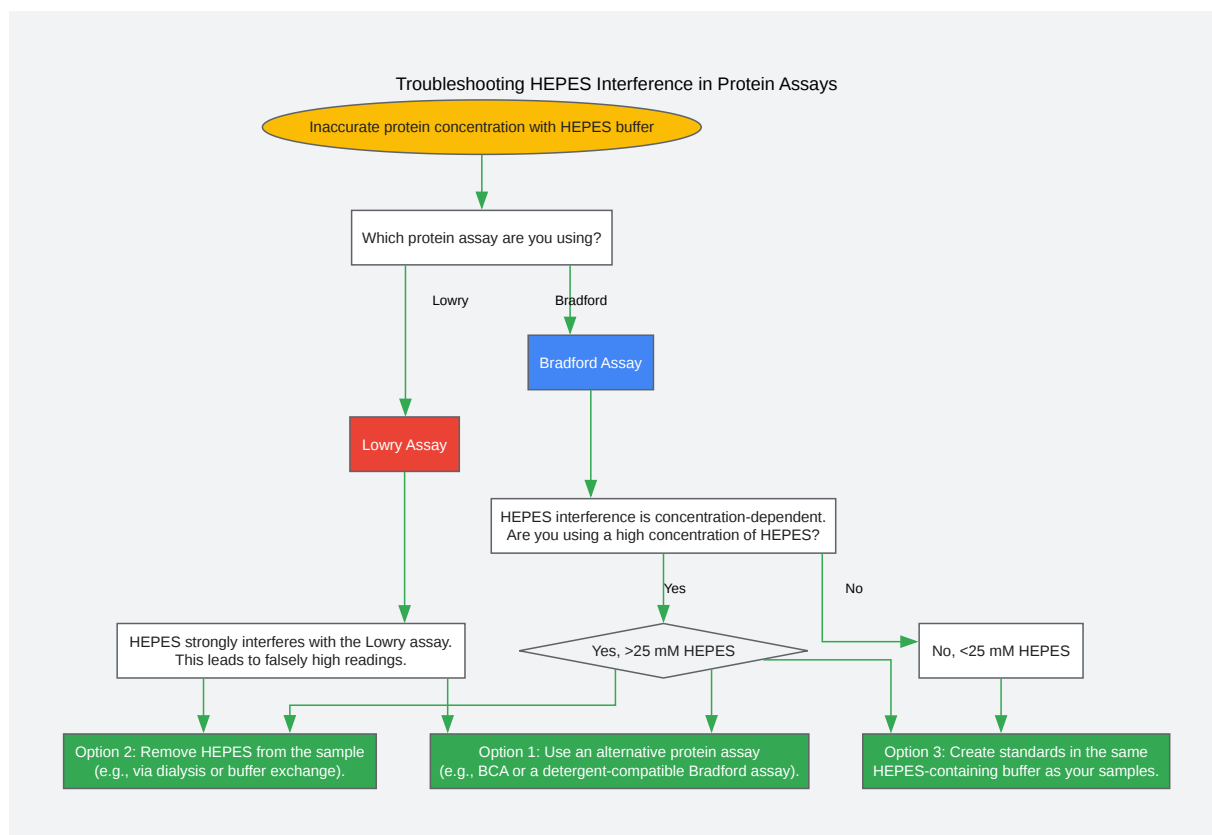 Troubleshooting HEPES Interference in Protein Assays
Inaccurate protein concentration with HEPES buffer
Which protein assay are you using?
Lowry
Bradford
Bradford Assay
Lowry Assay
HEPES interference is concentration-dependent.
Are you using a high concentration of HEPES?
Yes
No
HEPES strongly interferes with the Lowry assay.
This leads to falsely high readings.
Yes, >25 mM HEPES
No, <25 mM HEPES
Option 2: Remove HEPES from the sample
(e.g., via dialysis or buffer exchange).
Option 1: Use an alternative protein assay
(e.g., BCA or a detergent-compatible Bradford assay).
Option 3: Create standards in the same
HEPES-containing buffer as your samples.